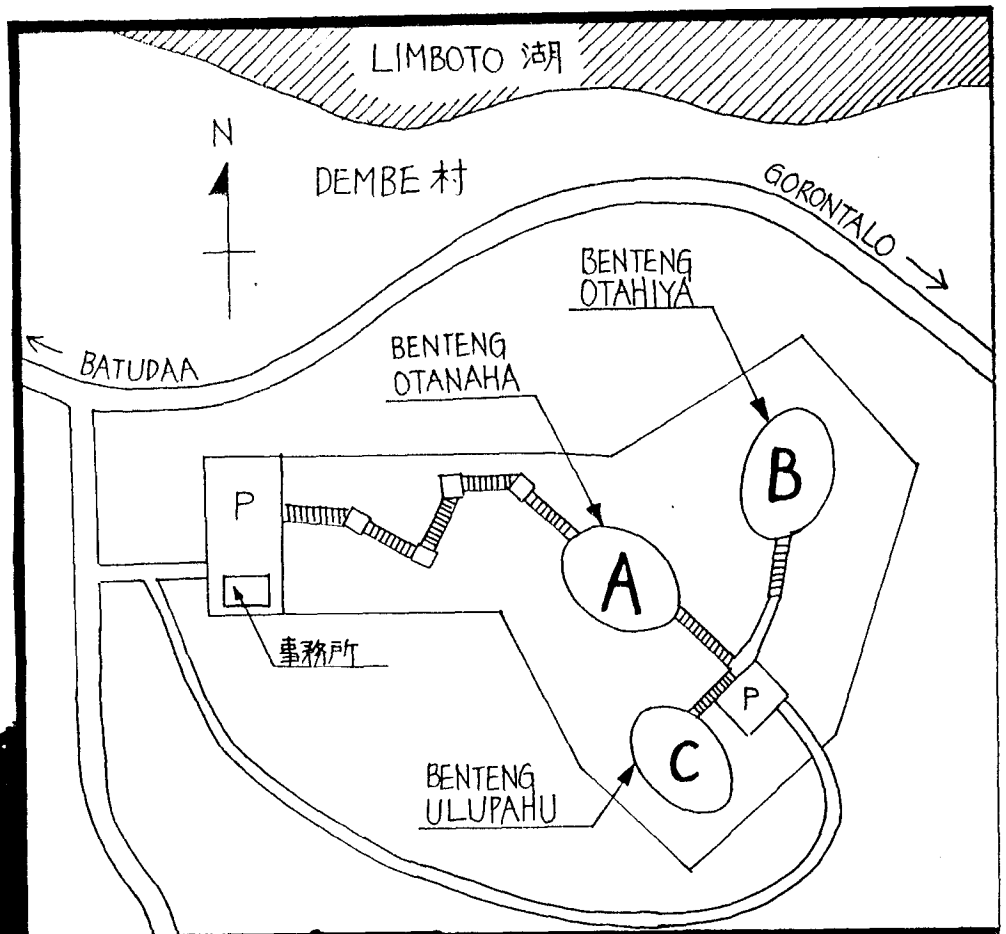 LIMBOTO 湖
N
DEMBE 村
GORONTALO
BENTENG
OTAHIYA
BENTENG
OTANAHA
BATUDAA
P
A
B
事務所
P
C
BENTENG
ULUPAHU